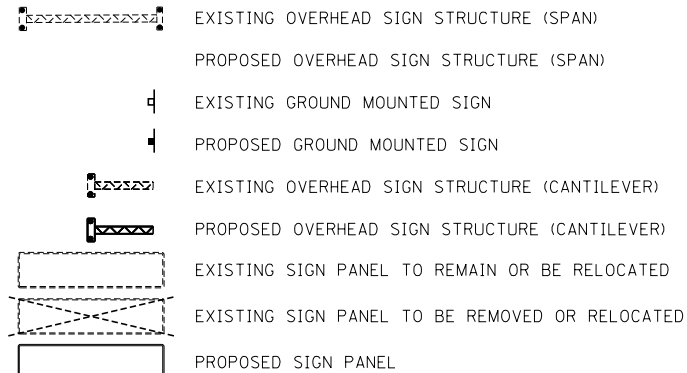 EXISTING OVERHEAD SIGN STRUCTURE (SPAN)
PROPOSED OVERHEAD SIGN STRUCTURE (SPAN)
EXISTING GROUND MOUNTED SIGN
PROPOSED GROUND MOUNTED SIGN
EXISTING OVERHEAD SIGN STRUCTURE (CANTILEVER)
PROPOSED OVERHEAD SIGN STRUCTURE (CANTILEVER)
EXISTING SIGN PANEL TO REMAIN OR BE RELOCATED
EXISTING SIGN PANEL TO BE REMOVED OR RELOCATED
PROPOSED SIGN PANEL